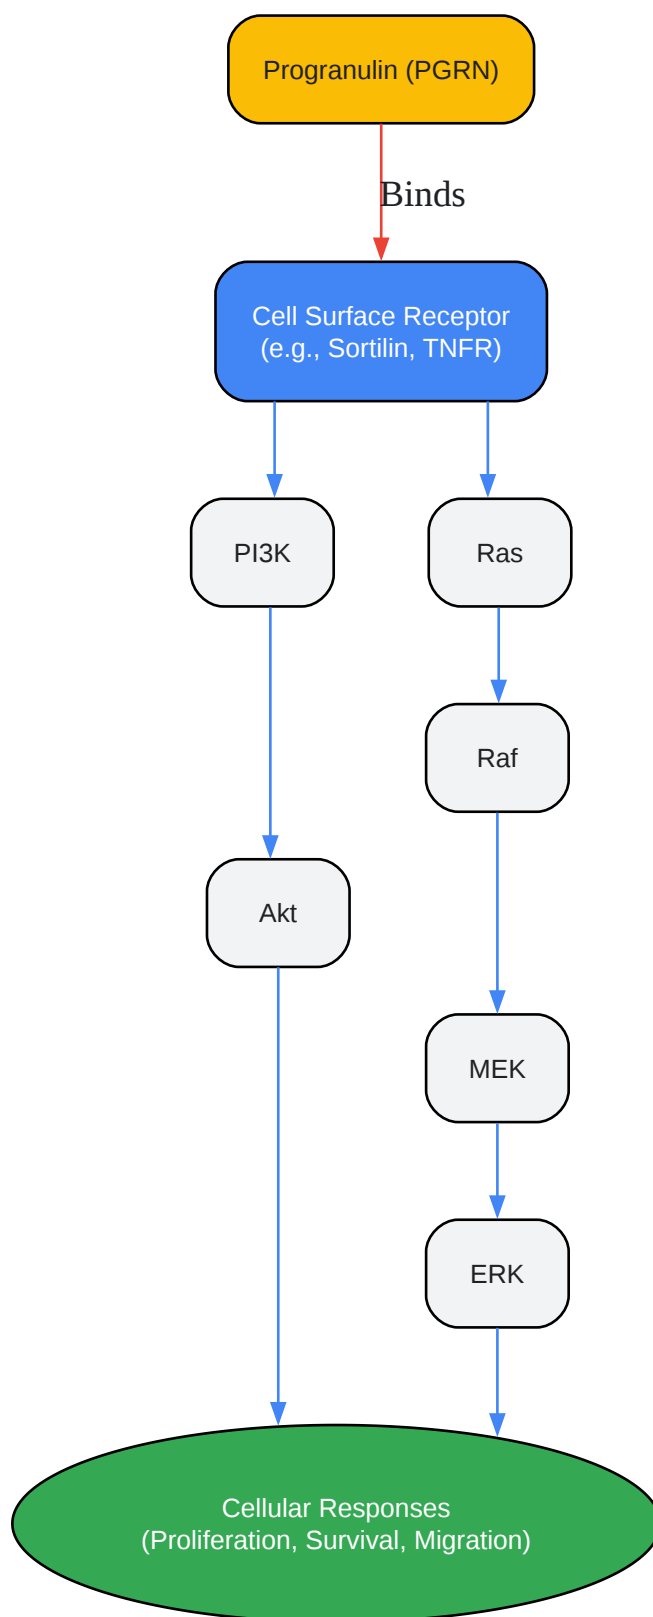 Progranulin (PGRN)
Binds
Cell Surface Receptor
(e.g., Sortilin, TNFR)
PI3K
Ras
Raf
Akt
MEK
ERK
Cellular Responses
(Proliferation, Survival, Migration)